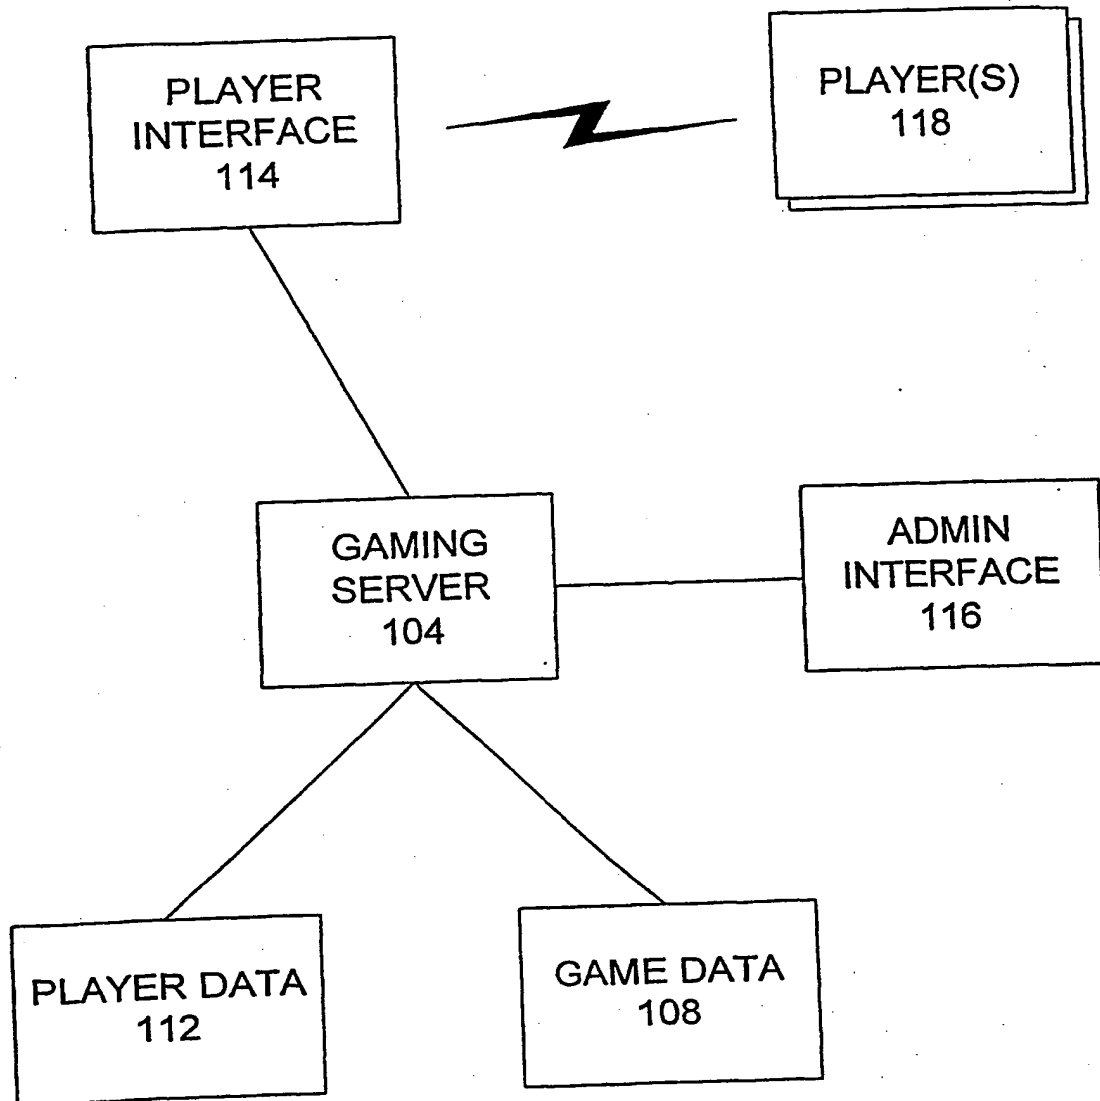 PLAYER
INTERFACE
114
PLAYER(S)
118
GAMING
SERVER
104
ADMIN
INTERFACE
116
PLAYER DATA
112
GAME DATA
108